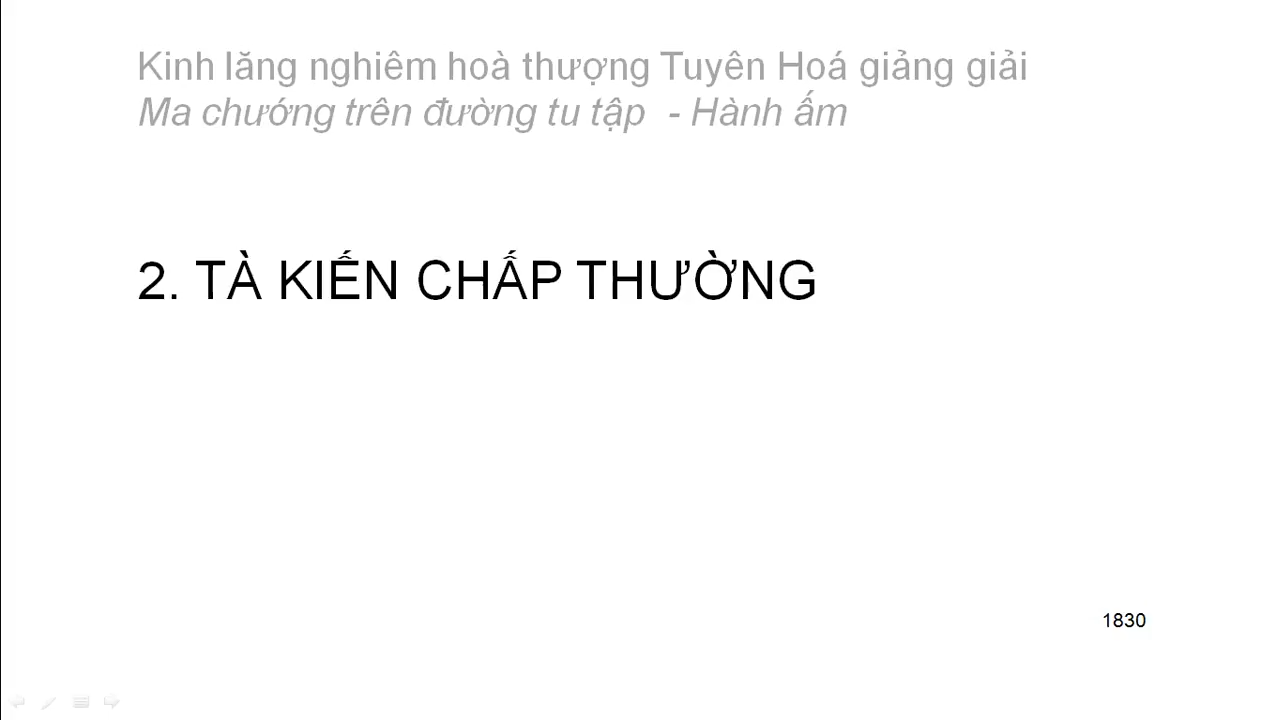 Kinh lăng nghiêm hoà thượng Tuyên Hoá giảng giải
Ma chướng trên đường tu tập - Hành ấm
2. TÀ KIẾN CHẤP THƯỜNG
1830